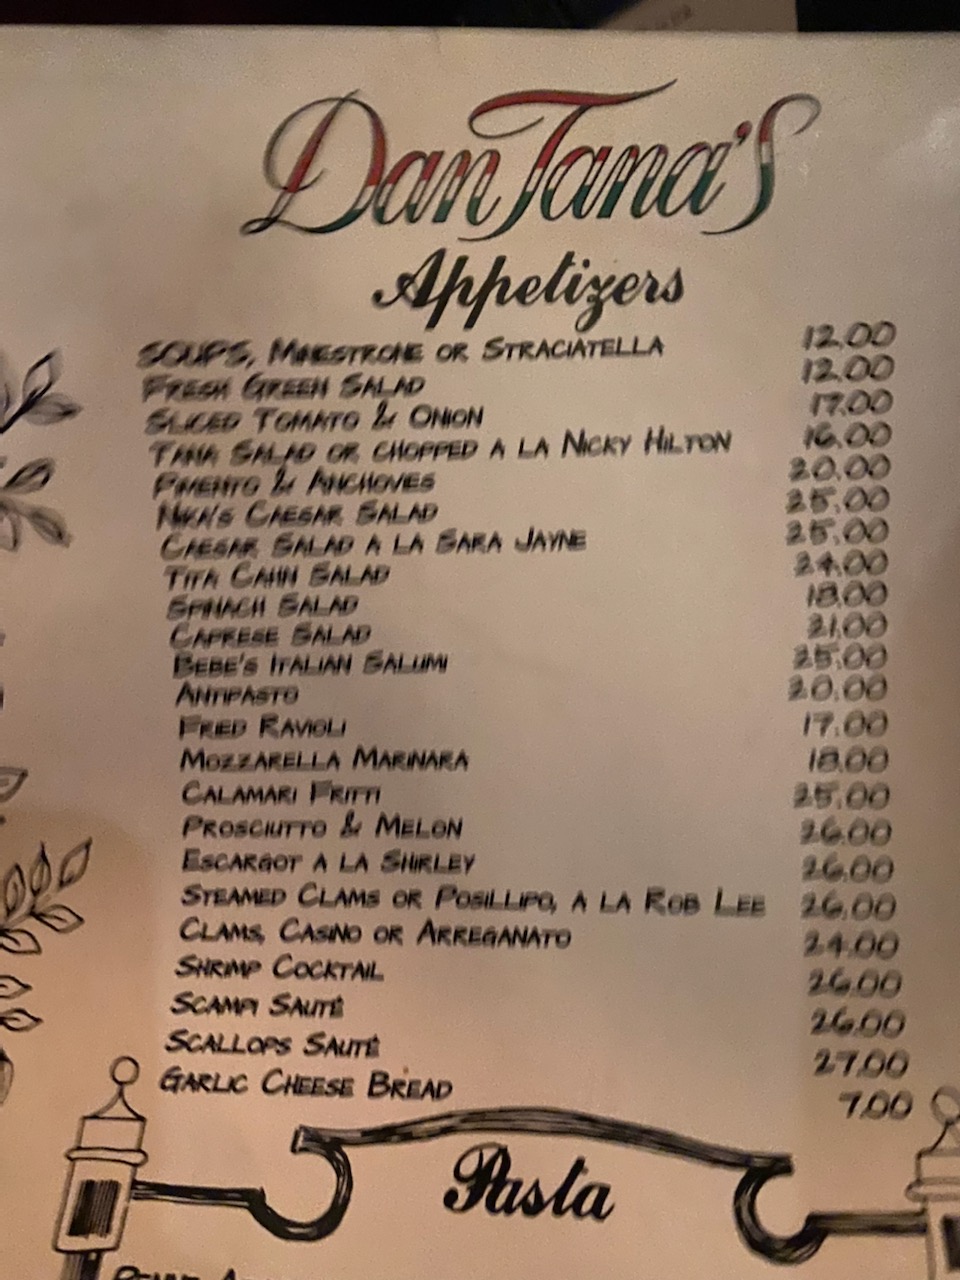 Dan Tana's
Appetizers
SOUPS, MINESTRONE OR STRACIATELLA 12.00
FRESH GREEN SALAD 12.00
SLICED TOMATO & ONION 17.00
TANA SALAD OR CHOPPED A LA NICKY HILTON 16.00
PIMENTO & ANCHOVIES 20.00
NIKA'S CAESAR SALAD 25.00
CAESAR SALAD A LA SARA JAYNE 25.00
TITA CAHN SALAD 24.00
SPINACH SALAD 18.00
CAPRESE SALAD 21.00
BEBE'S ITALIAN SALUMI 25.00
ANTIPASTO 20.00
FRIED RAVIOLI 17.00
MOZZARELLA MARINARA 18.00
CALAMARI FRITTI 25.00
PROSCIUTTO & MELON 26.00
ESCARGOT A LA SHIRLEY 26.00
STEAMED CLAMS OR POSILLIPO, A LA ROB LEE 26.00
CLAMS, CASINO OR ARREGANATO 24.00
SHRIMP COCKTAIL 26.00
SCAMPI SAUTÉ 26.00
SCALLOPS SAUTÉ 27.00
GARLIC CHEESE BREAD 7.00
Pasta